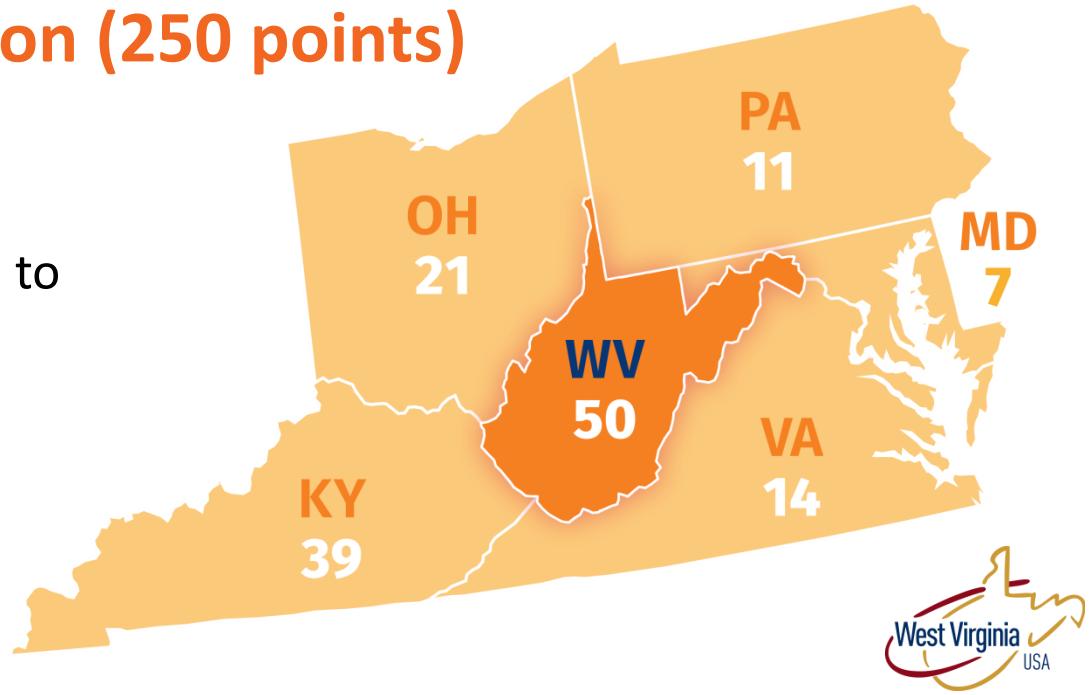 on (250 points)
to
PA
11
OH
21
MD
7
WV
50
VA
14
KY
39
West Virginia
USA